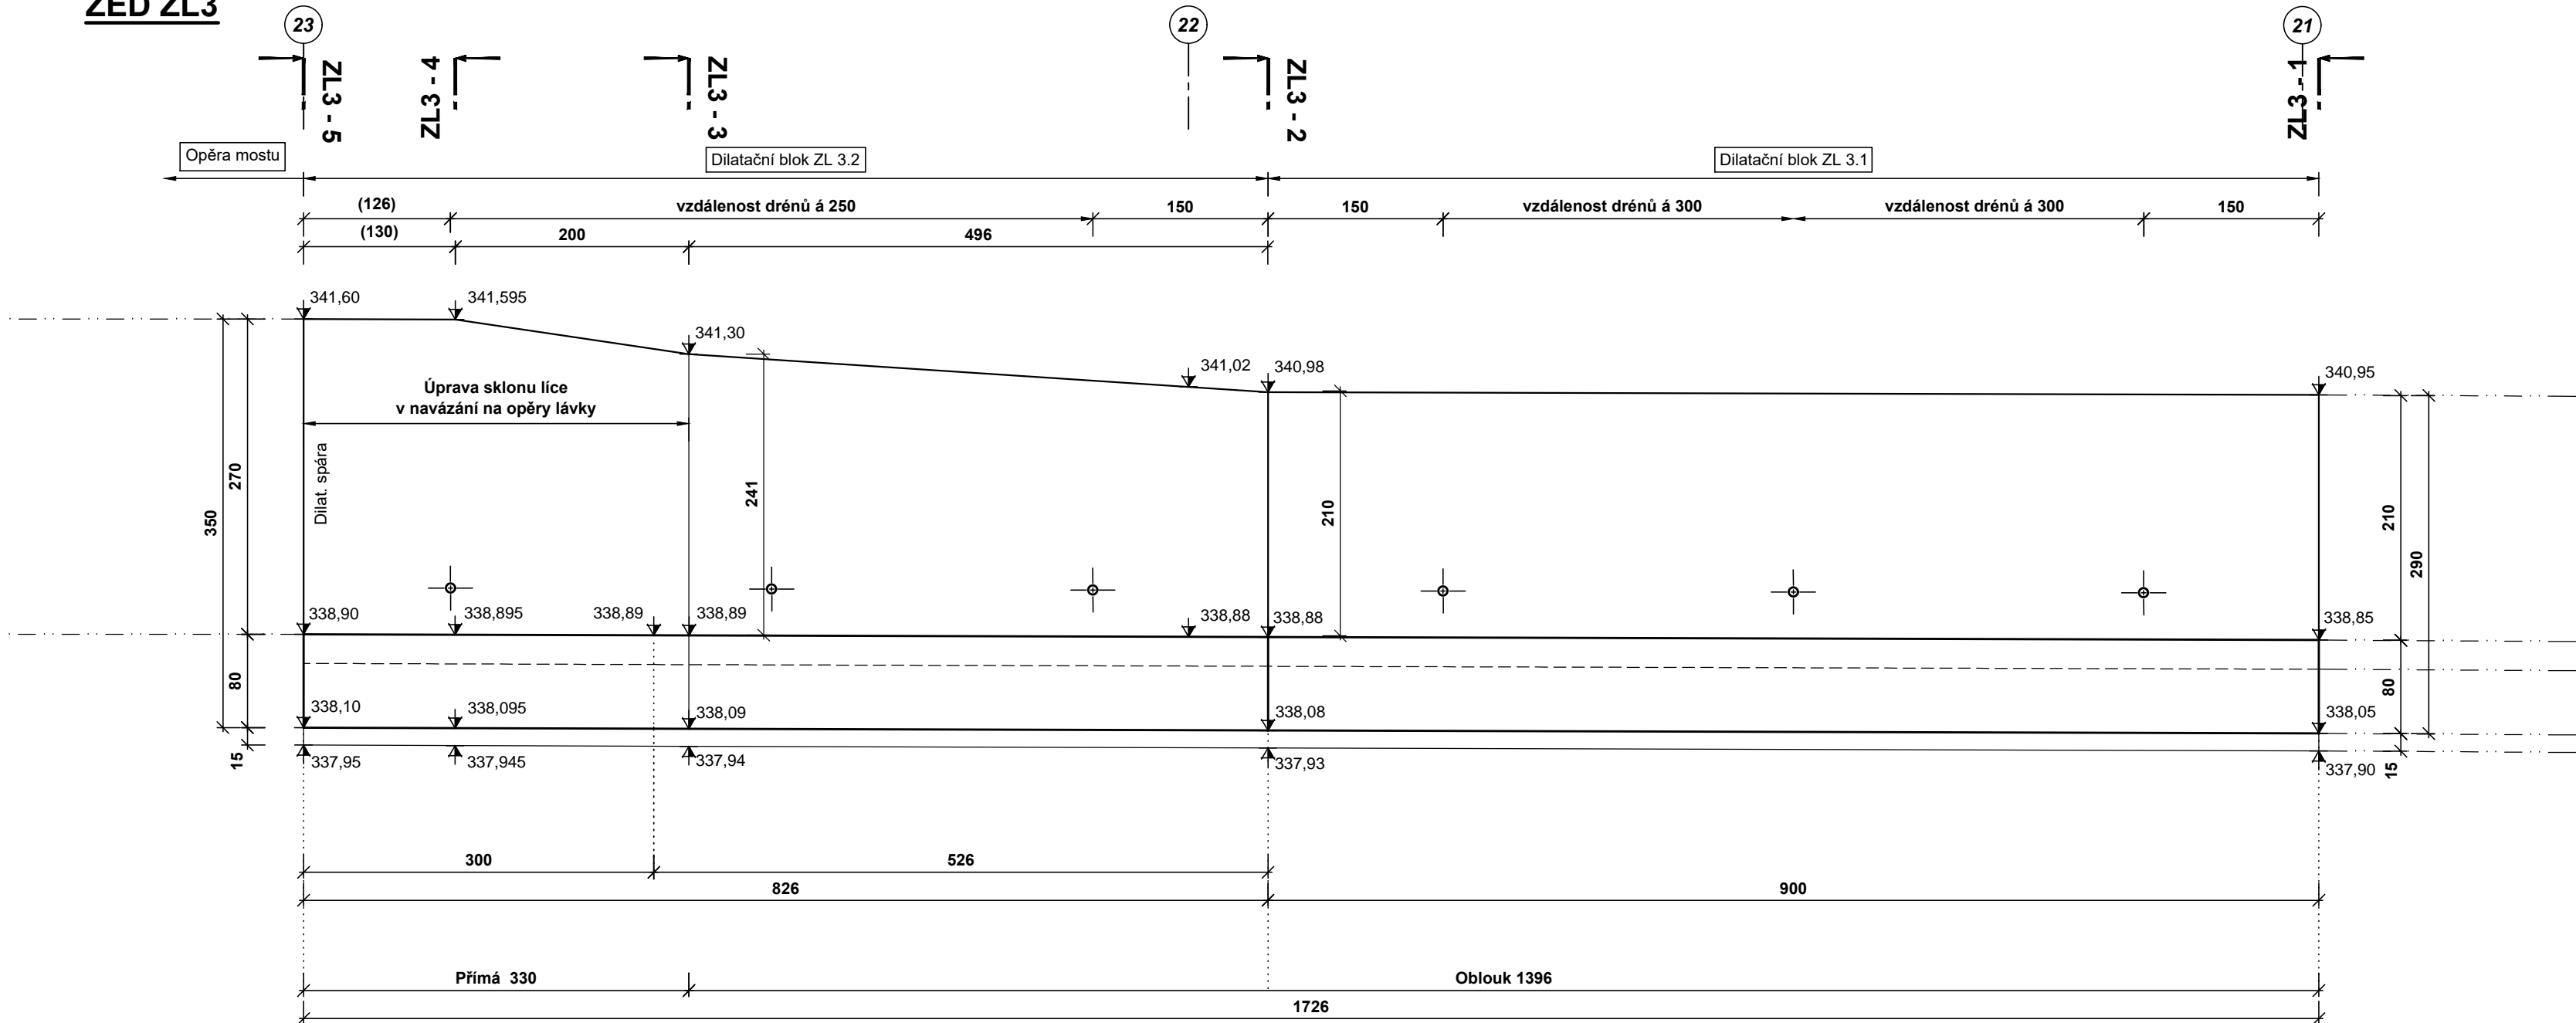 ZEĎ ZL3
23
22
21
ZL3 - 5
ZL3 - 4
ZL3 - 3
ZL3 - 2
ZL3 - 1
Opěra mostu
Dilatační blok ZL 3.2
Dilatační blok ZL 3.1
(126)
vzdálenost drénů á 250
150
150
vzdálenost drénů á 300
vzdálenost drénů á 300
150
(130)
200
496
341,60
341,595
341,30
341,02
340,98
340,95
Úprava sklonu líce
v navázání na opěry lávky
Dilat. spára
350
270
241
210
210
290
338,90
338,895
338,89
338,89
338,88
338,88
338,85
80
80
338,10
338,095
338,09
338,08
338,05
15
337,95
337,945
337,94
337,93
337,90
15
300
526
826
900
Přímá 330
Oblouk 1396
1726